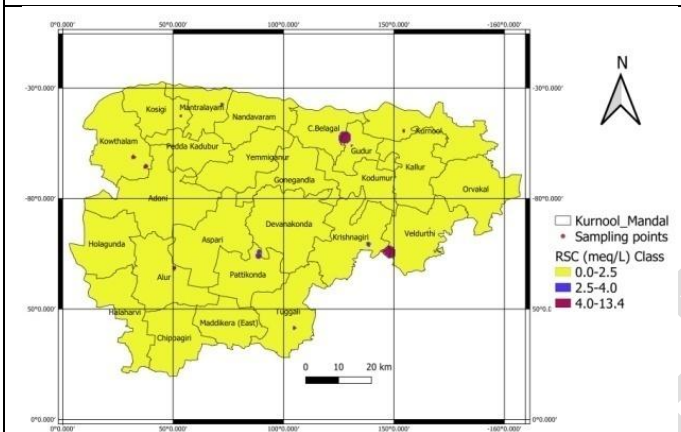 0°0.000' 50°0.000' 100°0.000' 150°0.000' -160°0.000'
-30°0.000' -30°0.000'
N
Kosigi Mantralayam
Nandavaram
C.Belagal Kurnool
Kowthalam
Pedda Kadubur
Gudur
Yemmiganur
Kallur
Gonegandla Kodumur
Orvakal
Adoni
-80°0.000' -80°0.000'
Devanakonda
Holagunda Aspari Krishnagiri Veldurthi
Alur Pattikonda
Halaharvi Tuggali
50°0.000' 50°0.0
Maddikera (East)
Chippagiri
Kurnool_Mandal
Sampling points
RSC (meq/L) Class
0.0-2.5
2.5-4.0
4.0-13.4
0 10 20 km
0°0.000' 0°0.000'
0°0.000' 50°0.000' 100°0.000' 150°0.000' -160°0.000'